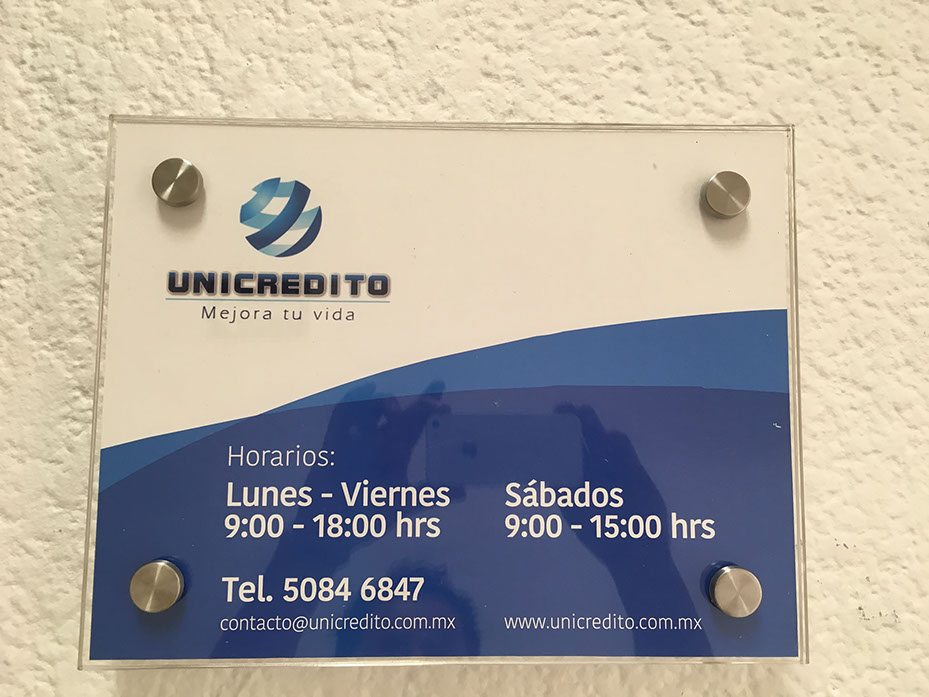 UNICREDITO
Mejora tu vida
Horarios:
Lunes - Viernes
9:00 - 18:00 hrs
Sábados
9:00 - 15:00 hrs
Tel. 5084 6847
contacto@unicredito.com.mx
www.unicredito.com.mx